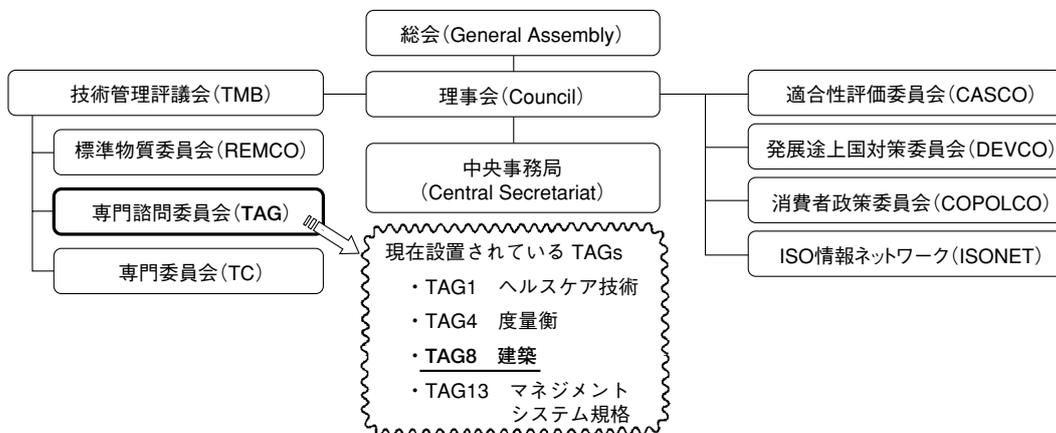 総会(General Assembly)
技術管理評議会(TMB)
理事会(Council)
適合性評価委員会(CASCO)
標準物質委員会(REMCO)
中央事務局
(Central Secretariat)
発展途上国対策委員会(DEVCO)
専門諮問委員会(TAG)
消費者政策委員会(COPOLCO)
専門委員会(TC)
ISO情報ネットワーク(ISONET)
現在設置されている TAGs
・TAG1 ヘルスケア技術
・TAG4 度量衡
・TAG8 建築
・TAG13 マネジメント
システム規格